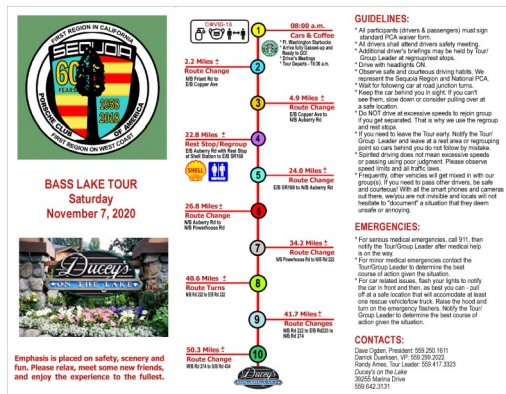 FIRST REGION IN CALIFORNIA
SEQUOIA
60
YEARS
1958
2018
PORSCHE CLUB OF AMERICA
FIRST REGION ON WEST COAST
BASS LAKE TOUR
Saturday
November 7, 2020
Ducey's
ON THE LAKE
Emphasis is placed on safety, scenery and
fun. Please relax, meet some new friends,
and enjoy the experience to the fullest.
COVID-19
1
08:00 a.m.
Cars & Coffee
* Ft. Washington Starbucks
* Arrive fully Gassed-up and
Ready to GO!
* Driver's Meetings
* Tour Departs - 10:30 a.m.
2.2 Miles ±
Route Change
N/B Friant Rd to
E/B Copper Ave
2
3
4.9 Miles ±
Route Change
E/B Copper Ave to
N/B Auberry Rd
22.8 Miles ±
Rest Stop/Regroup
E/B Auberry Rd with Rest Stop
at Shell Station to E/B SR168
SHELL
4
5
24.0 Miles ±
Route Change
E/B SR168 to N/B Auberry Rd
26.8 Miles ±
Route Change
N/B Auberry Rd to
N/B Powerhouse Rd
6
7
34.2 Miles ±
Route Change
N/B Powerhouse Rd to N/B Rd 222
40.6 Miles ±
Route Turns
N/B Rd 222 to E/B Rd 222
8
9
41.7 Miles ±
Route Changes
N/B Rd 222 to E/B Rd 274
50.3 Miles ±
Route Change
10
Ducey's
GUIDELINES:
* All participants (drivers & passengers) must sign
standard PCA waiver form.
* All drivers shall attend drivers safety meeting.
* Additional driver's briefings may be held by Tour/
Group Leader at regroup/rest stops.
* Drive with headlights ON.
* Observe safe and courteous driving habits. We
represent the Sequoia Region and National PCA.
* Wait for following car at road junction turns.
* Keep the car behind you in sight. If you can't
see them, slow down or consider pulling over at
a safe location.
* Do NOT drive at excessive speeds to rejoin group
if you get separated. That is why we use the regroup
and rest stops.
* If you need to leave the Tour early. Notify the Tour/
Group Leader and leave at a rest area or regrouping
point so cars behind you do not follow by mistake.
* Spirited driving does not mean excessive speeds
or passing using poor judgment. Please observe
speed limits and all traffic laws.
* Frequently, other vehicles will get mixed in with our
group(s). If you need to pass other drivers, be safe
and courteous! With all the smart phones and cameras
out there, we/you are not invisible and locals will not
hesitate to "document" a situation that they deem
unsafe or annoying.
EMERGENCIES:
* For serious medical emergencies, call 911, then
notify the Tour/Group Leader after medical help
is on the way.
* For minor medical emergencies contact the
Tour/Group Leader to determine the best
course of action given the situation.
* For car related issues, flash your lights to notify
the car in front and then, as best you can - pull
off at a safe location that will accomodate at least
one rescue vehicle/tow truck. Raise the hood and
turn on the emergency flashers. Notify the Tour/
Group Leader to determine the best course of
action given the situation.
CONTACTS:
Dave Ogden, President: 559.250.1611
Darrick Duerksen, VP: 559.299.2022
Randy Ames, Tour Leader: 559.417.3323
Ducey's on the Lake
39255 Marina Drive
559.642.3131